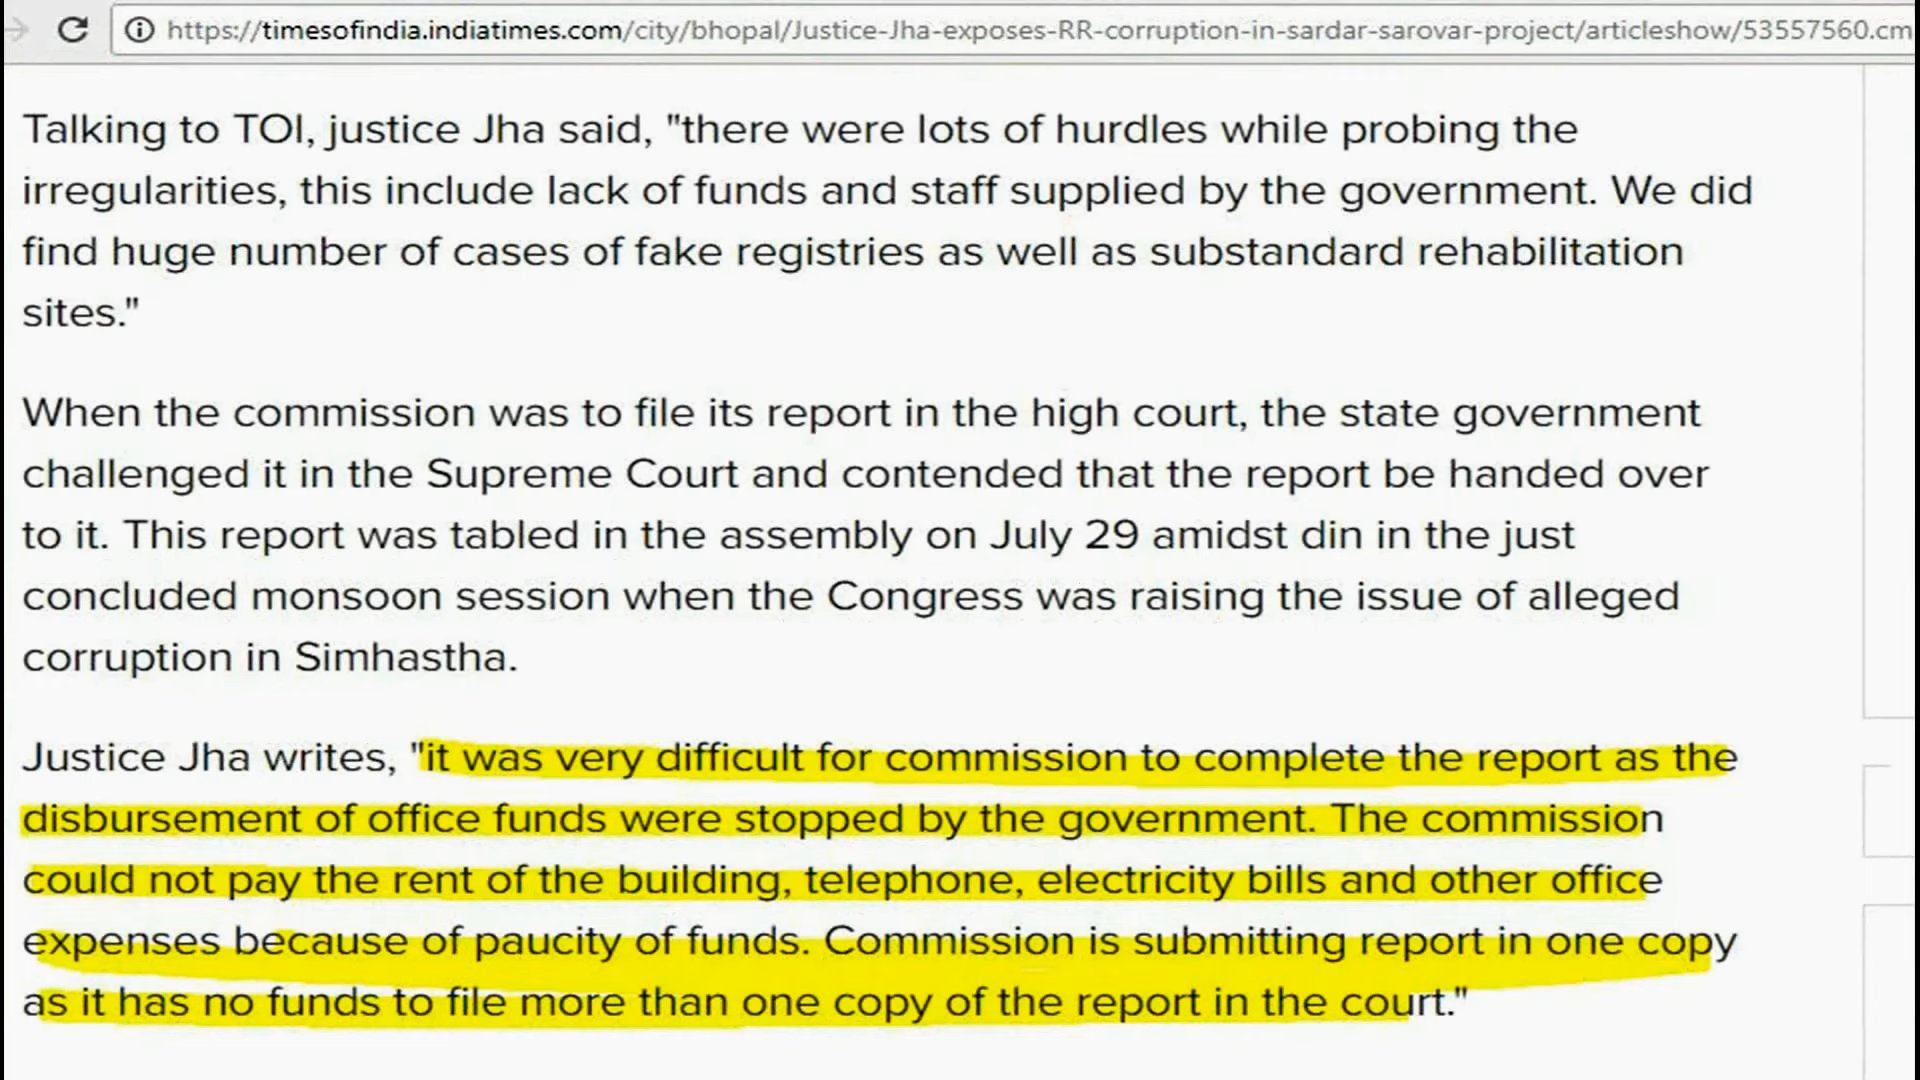 https://timesofindia.indiatimes.com/city/bhopal/Justice-Jha-exposes-RR-corruption-in-sardar-sarovar-project/articleshow/53557560.cm
Talking to TOI, justice Jha said, "there were lots of hurdles while probing the
irregularities, this include lack of funds and staff supplied by the government. We did
find huge number of cases of fake registries as well as substandard rehabilitation
sites."
When the commission was to file its report in the high court, the state government
challenged it in the Supreme Court and contended that the report be handed over
to it. This report was tabled in the assembly on July 29 amidst din in the just
concluded monsoon session when the Congress was raising the issue of alleged
corruption in Simhastha.
Justice Jha writes, "it was very difficult for commission to complete the report as the
disbursement of office funds were stopped by the government. The commission
could not pay the rent of the building, telephone, electricity bills and other office
expenses because of paucity of funds. Commission is submitting report in one copy
as it has no funds to file more than one copy of the report in the court."